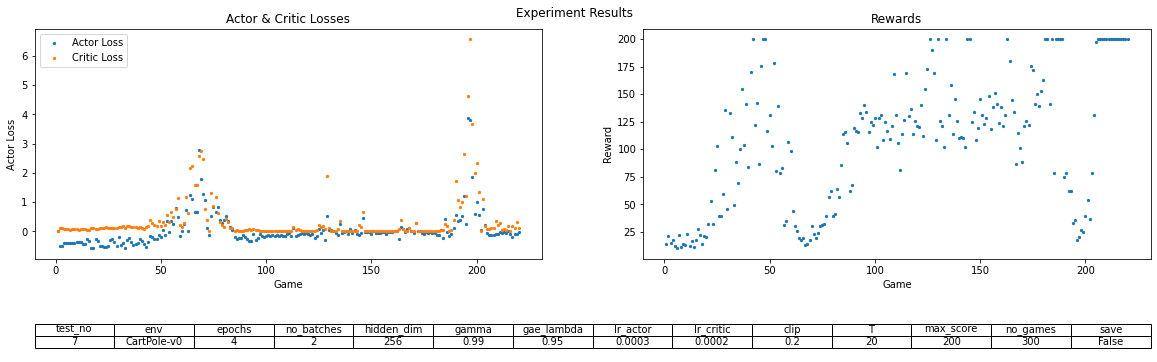 Experiment Results
Actor & Critic Losses
Actor Loss
Critic Loss
Actor Loss
6
5
4
3
2
1
0
0 50 100 150 200
Game
Rewards
Reward
200
175
150
125
100
75
50
25
0 50 100 150 200
Game
test_no env epochs no_batches hidden_dim gamma gae_lambda lr_actor lr_critic clip T max_score no_games save
7 CartPole-v0 4 2 256 0.99 0.95 0.0003 0.0002 0.2 20 200 300 False